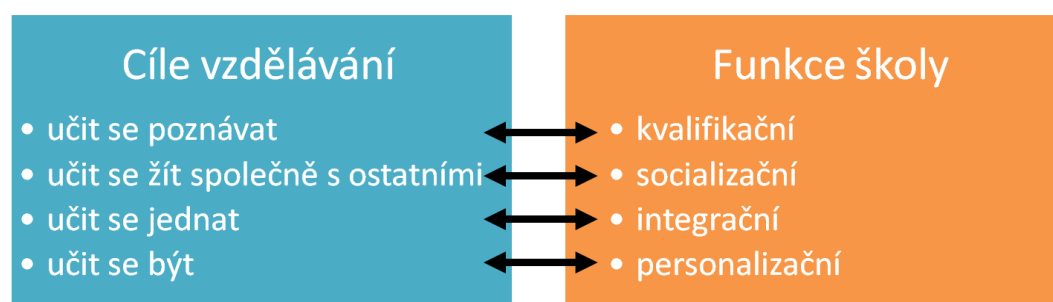 Cíle vzdělávání
• učit se poznávat
• učit se žít společně s ostatními
• učit se jednat
• učit se být
Funkce školy
• kvalifikační
• socializační
• integrační
• personalizační